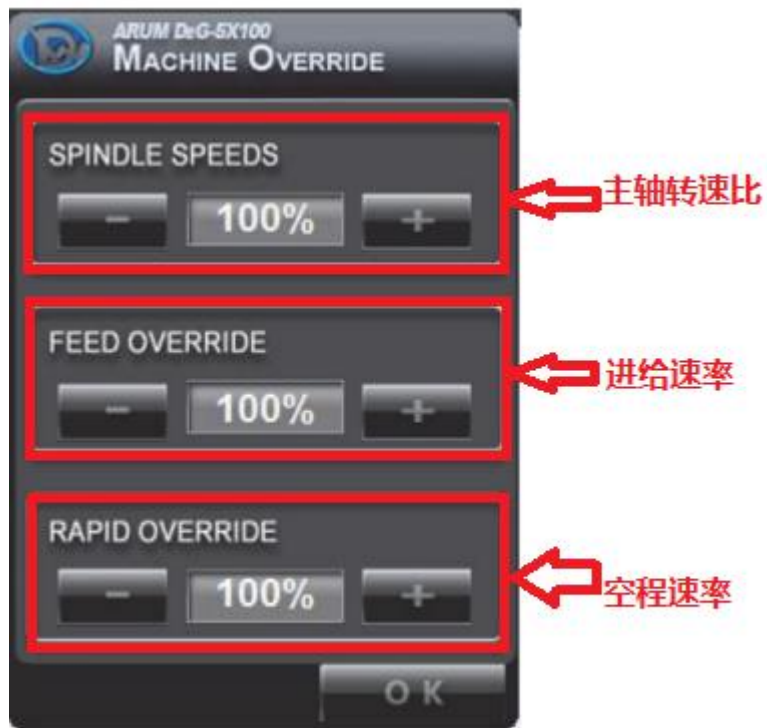 ARUM DEG-5X100
MACHINE OVERRIDE
SPINDLE SPEEDS
- 100% +
主轴转速比
FEED OVERRIDE
- 100% +
进给速率
RAPID OVERRIDE
- 100% +
空程速率
OK